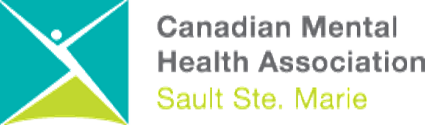 Canadian Mental
Health Association
Sault Ste. Marie